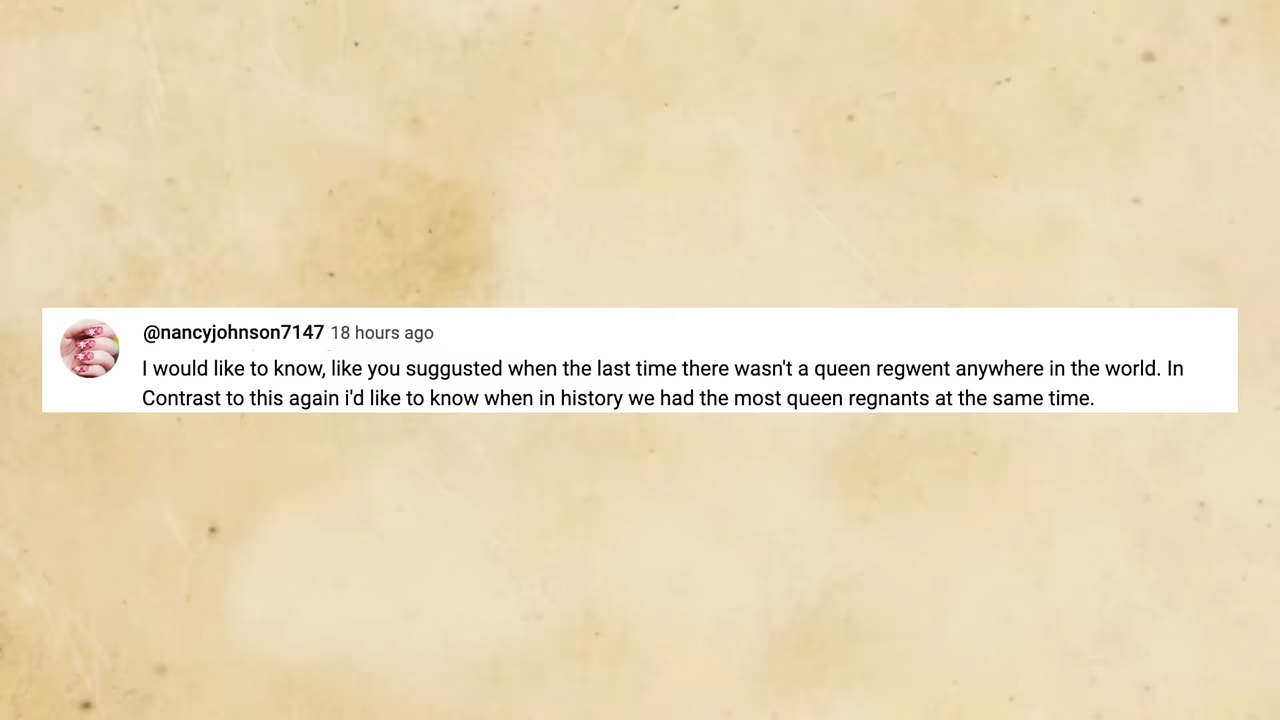 @nancyjohnson7147 18 hours ago
I would like to know, like you suggusted when the last time there wasn't a queen regwent anywhere in the world. In
Contrast to this again i'd like to know when in history we had the most queen regnants at the same time.